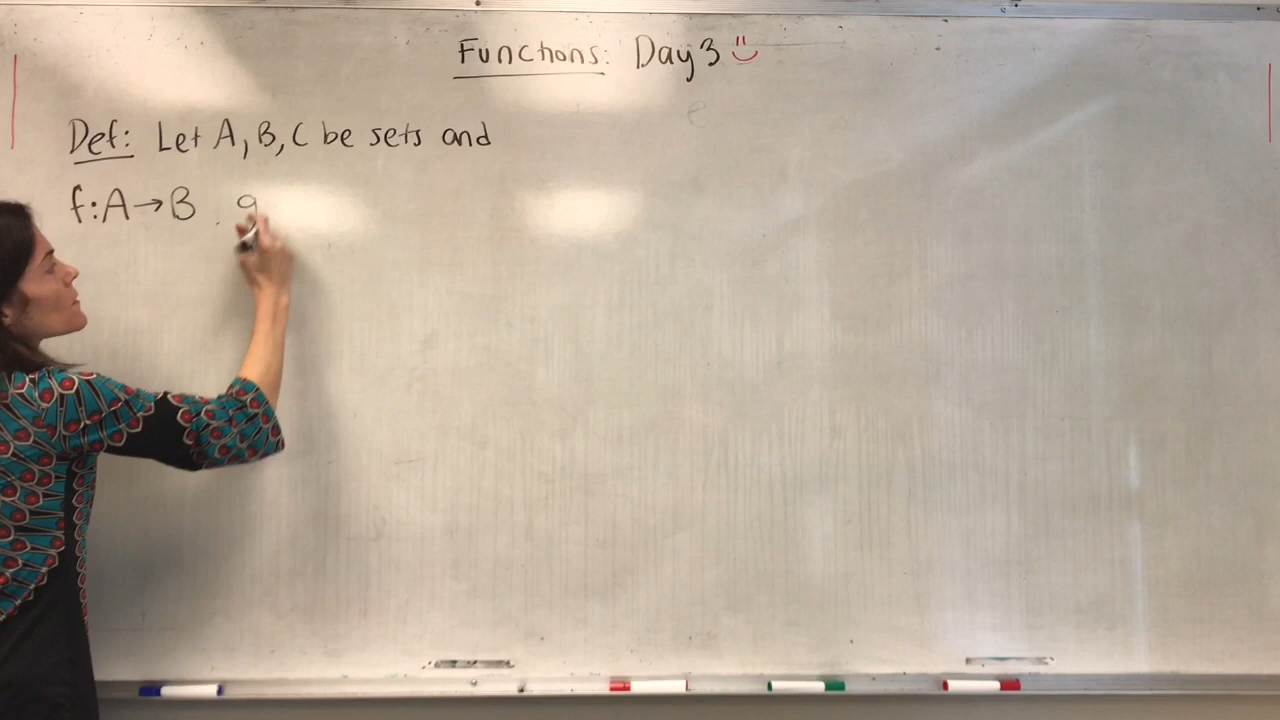 Functions: Day 3
Def: Let A, B, C be sets and
f: A → B , g